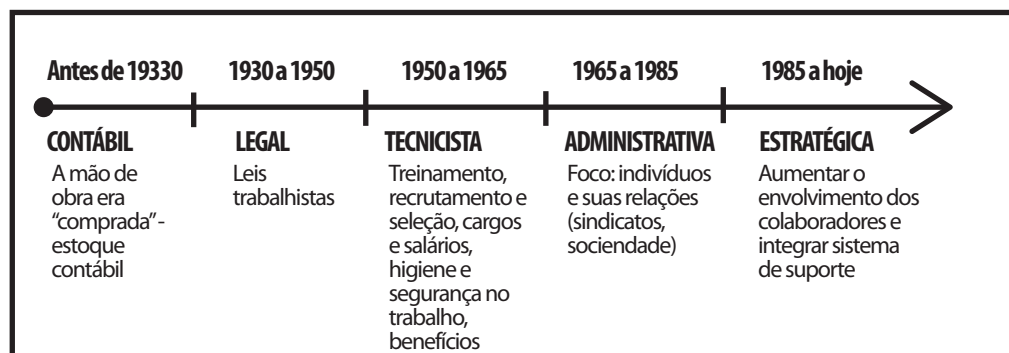 Antes de 19330
1930 a 1950
1950 a 1965
1965 a 1985
1985 a hoje
CONTÁBIL
A mão de
obra era
“comprada” -
estoque
contábil
LEGAL
Leis
trabalhistas
TECNICISTA
Treinamento,
recrutamento e
seleção, cargos
e salários,
higiene e
segurança no
trabalho,
benefícios
ADMINISTRATIVA
Foco: indivíduos
e suas relações
(sindicatos,
sociendade)
ESTRATÉGICA
Aumentar o
envolvimento dos
colaboradores e
integrar sistema
de suporte